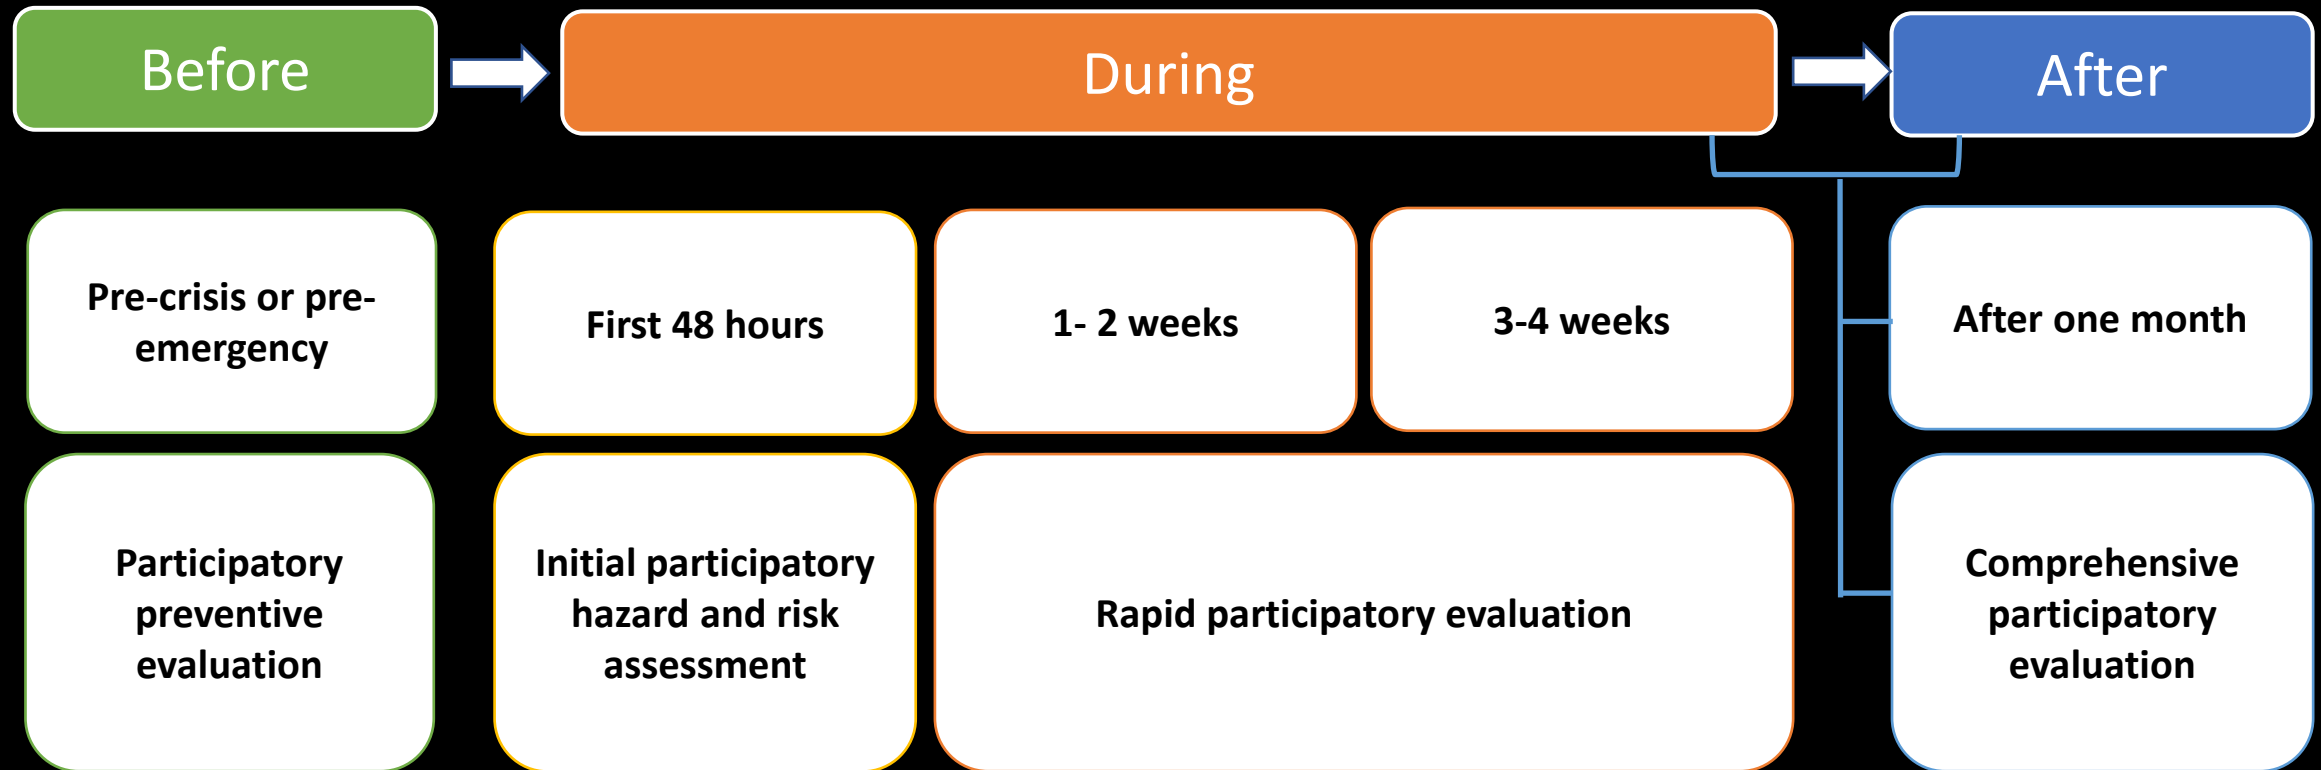 Before
During
After
Pre-crisis or pre-
emergency
First 48 hours
1- 2 weeks
3-4 weeks
After one month
Participatory
preventive
evaluation
Initial participatory
hazard and risk
assessment
Rapid participatory evaluation
Comprehensive
participatory
evaluation